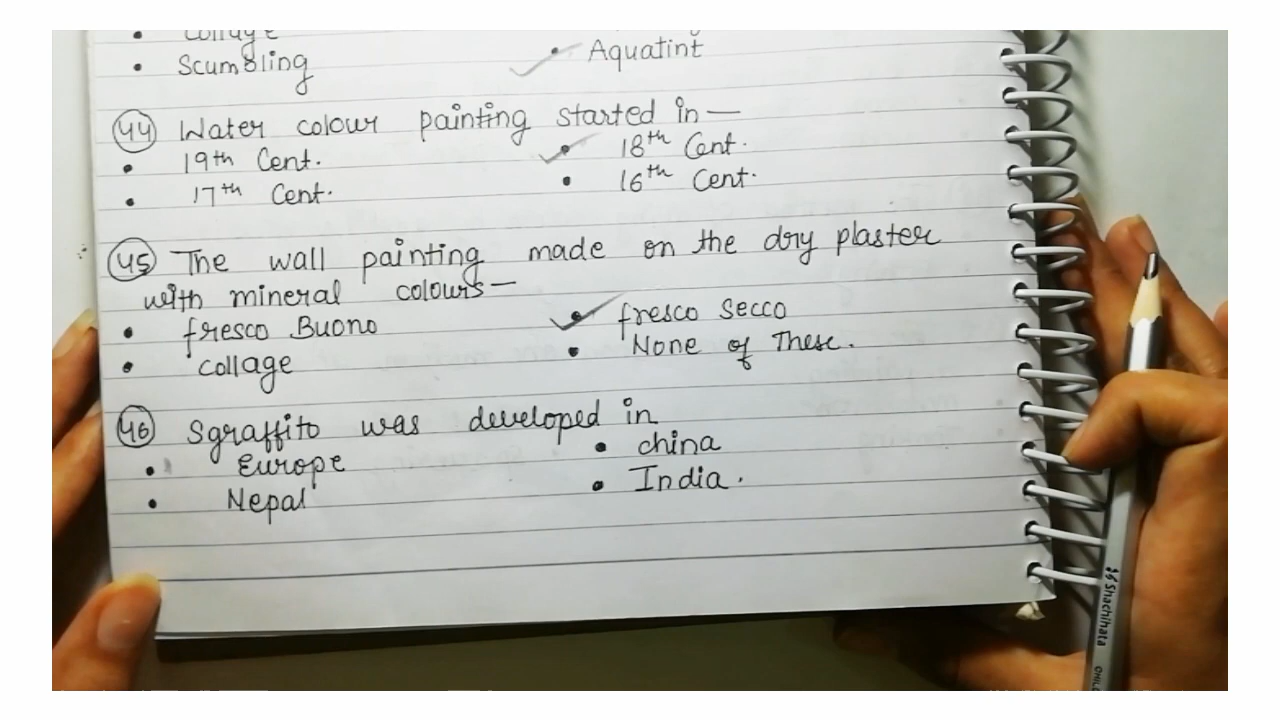 Collage
Scumbling
Aquatint
44 Water colour painting started in —
19th Cent.
18th Cent.
17th Cent.
16th Cent.
45 The wall painting made on the dry plaster
with mineral colours —
fresco Buono
fresco Secco
collage
None of These.
46 Sgraffito was developed in
Europe
china
Nepal
India.
Shachihata